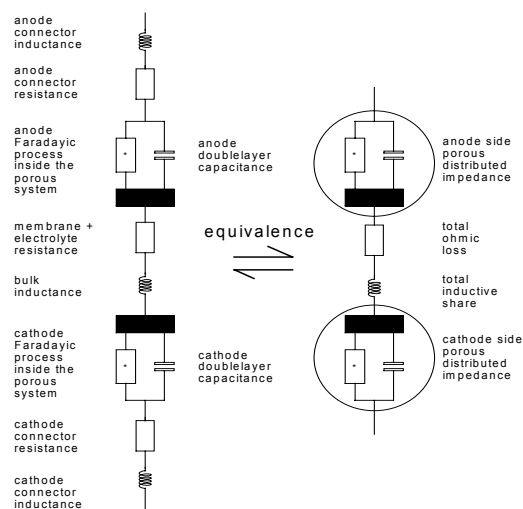 anode
connector
inductance
anode
connector
resistance
anode
Faradayic
process
inside the
porous
system
anode
doublelayer
capacitance
membrane +
electrolyte
resistance
bulk
inductance
cathode
Faradayic
process
inside the
porous
system
cathode
doublelayer
capacitance
cathode
connector
resistance
cathode
connector
inductance
equivalence
anode side
porous
distributed
impedance
total
ohmic
loss
total
inductive
share
cathode side
porous
distributed
impedance